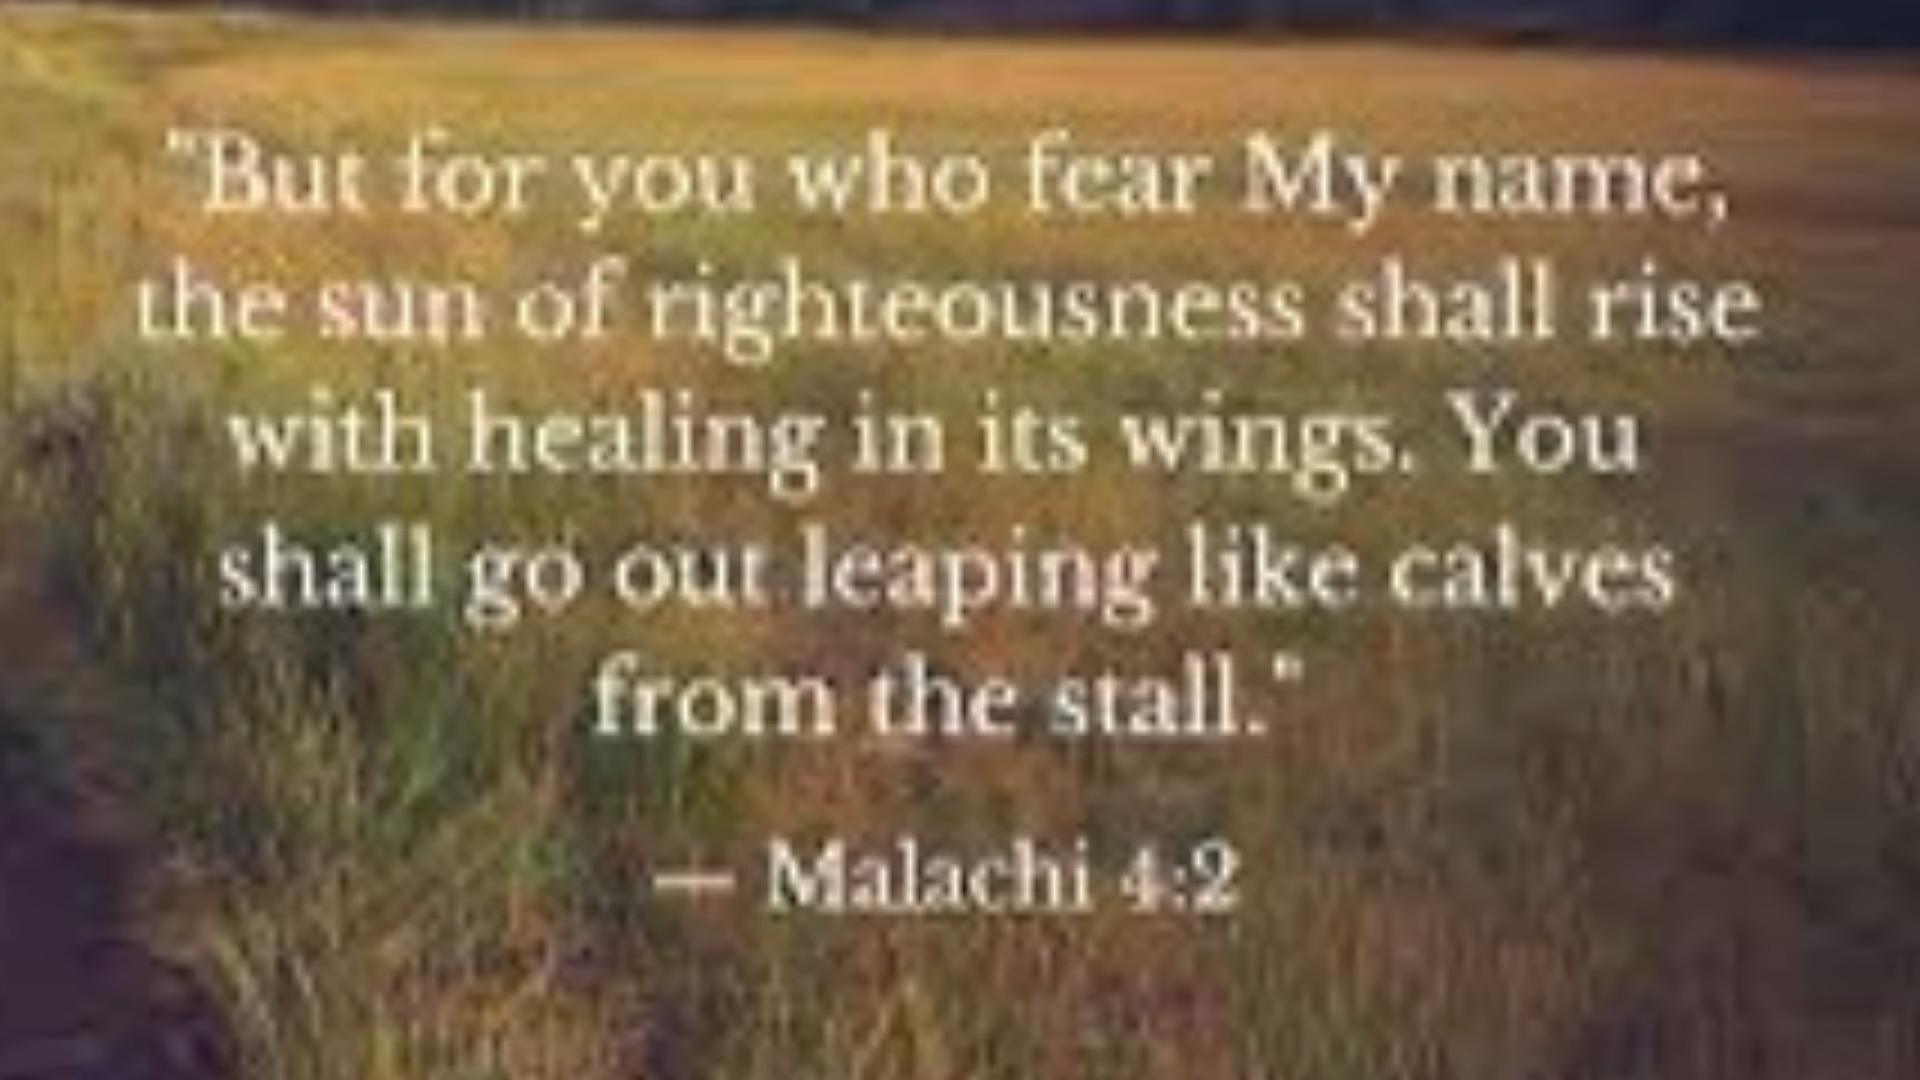 "But for you who fear My name,
the sun of righteousness shall rise
with healing in its wings. You
shall go out leaping like calves
from the stall."
— Malachi 4:2